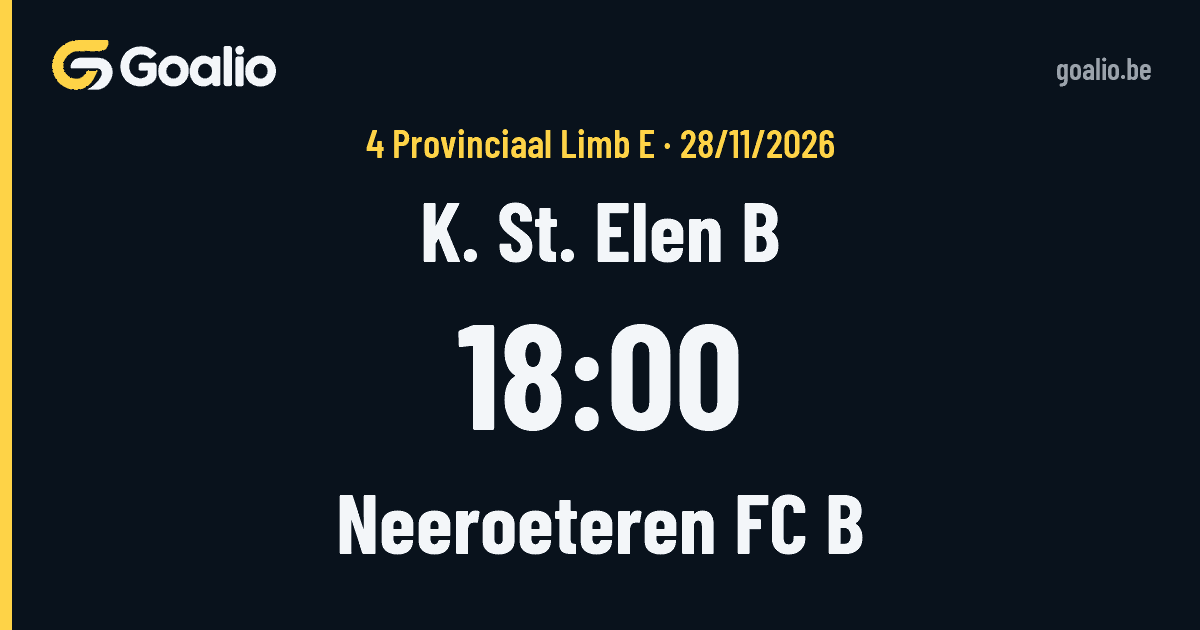 Goalio
goalio.be
4 Provinciaal Limb E · 28/11/2026
K. St. Elen B
18:00
Neeroeteren FC B